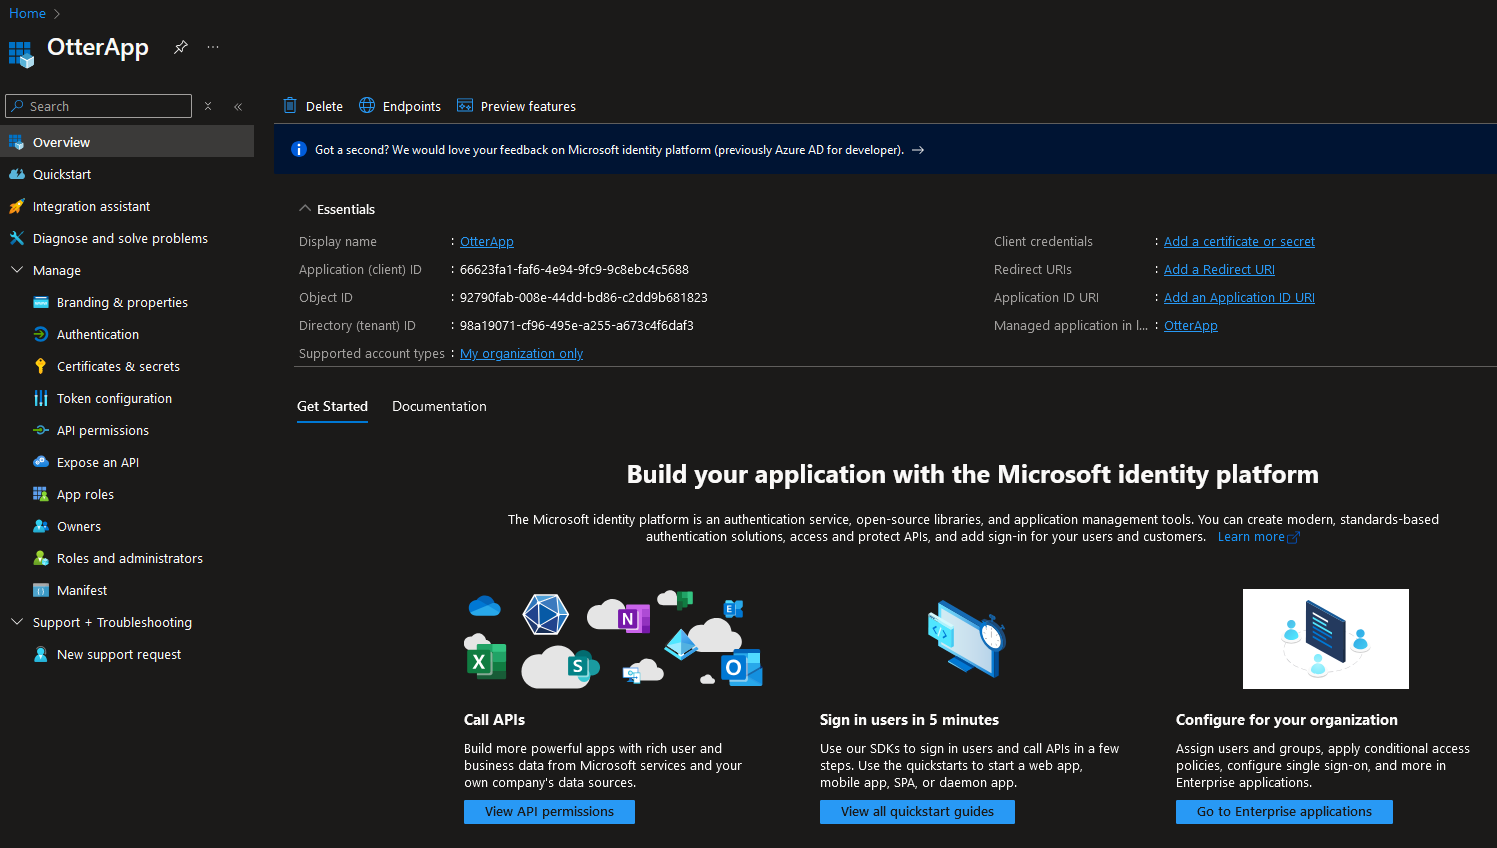 Home
OtterApp
Search
Delete
Endpoints
Preview features
Overview
Quickstart
Integration assistant
Diagnose and solve problems
Manage
Branding & properties
Authentication
Certificates & secrets
Token configuration
API permissions
Expose an API
App roles
Owners
Roles and administrators
Manifest
Support + Troubleshooting
New support request
Got a second? We would love your feedback on Microsoft identity platform (previously Azure AD for developer).
Essentials
Display name : OtterApp
Application (client) ID : 66623fa1-faf6-4e94-9fc9-9c8ebc4c5688
Object ID : 92790fab-008e-44dd-bd86-c2dd9b681823
Directory (tenant) ID : 98a19071-cf96-495e-a255-a673c4f6daf3
Supported account types : My organization only
Client credentials : Add a certificate or secret
Redirect URIs : Add a Redirect URI
Application ID URI : Add an Application ID URI
Managed application in l... : OtterApp
Get Started
Documentation
Build your application with the Microsoft identity platform
The Microsoft identity platform is an authentication service, open-source libraries, and application management tools. You can create modern, standards-based
authentication solutions, access and protect APIs, and add sign-in for your users and customers. Learn more
N
E
X
S
O
Call APIs
Build more powerful apps with rich user and
business data from Microsoft services and your
own company's data sources.
View API permissions
Sign in users in 5 minutes
Use our SDKs to sign in users and call APIs in a few
steps. Use the quickstarts to start a web app,
mobile app, SPA, or daemon app.
View all quickstart guides
Configure for your organization
Assign users and groups, apply conditional access
policies, configure single sign-on, and more in
Enterprise applications.
Go to Enterprise applications